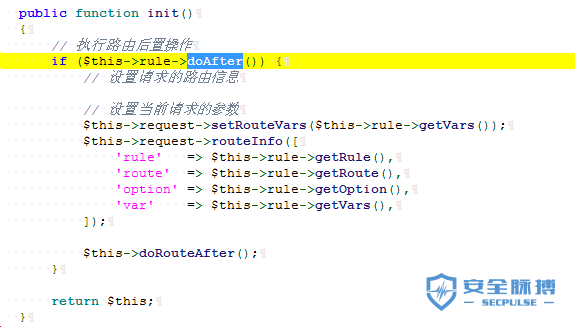 public function init()
{
// 执行路由后置操作
if ($this->rule->doAfter()) {
// 设置请求的路由信息
// 设置当前请求的参数
$this->request->setRouteVars($this->rule->getVars());
$this->request->routeInfo([
'rule' => $this->rule->getRule(),
'route' => $this->rule->getRoute(),
'option' => $this->rule->getOption(),
'var' => $this->rule->getVars(),
]);
$this->doRouteAfter();
}
return $this;
}
安全脉搏
SECPULSE